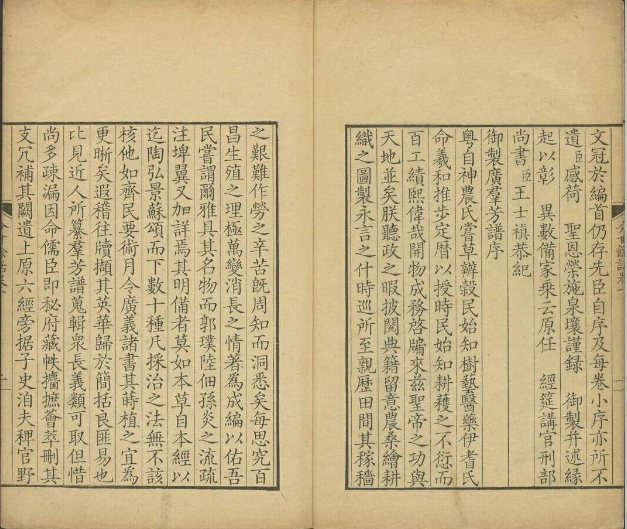 文冠於編首仍存先臣自序及每卷小序亦所不
遺臣感荷 聖恩榮施泉壤謹錄 御製并述緣
起以彰 異數備家乘云原任 經筵講官刑部
尚書臣王士禛恭紀
御製廣羣芳譜序
粵自神農氏嘗草辨榖民始知樹藝醫藥伊耆氏
命羲和推步定曆以授時民始知耕穫之不愆而
百工績熙偉哉開物成務啓牖來兹聖帝之功與
天地並矣朕聽政之暇披閱典籍留意農桑繪耕
織之圖製永言之什時巡所至親歷田間其稼穡
之艱難作勞之辛苦既周知而洞悉矣每思究百
昌生殖之理極萬變消長之情著為成編以佑吾
民嘗謂爾雅具其名物而郭璞陸佃孫炎之流疏
注埤翼又加詳焉其明備者莫如本草自本經以
迄陶弘景蘇頌而下數十種凡採治之法無不該
核他如齊民要術月令廣義諸書其蒔植之宜為
更晰矣遐稽往牘擷其英華歸於簡括良匪易也
比見近人所纂羣芳譜蒐輯衆長義類可取但惜
尚多疎漏因命儒臣即秘府藏帙攟摭薈萃刪其
支冗補其闕遺上原六經旁據子史洎夫稗官野